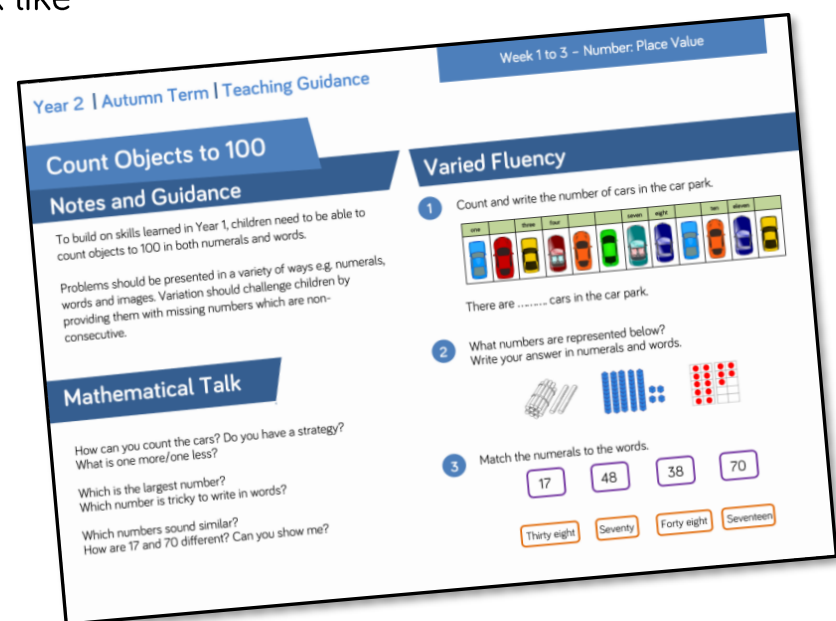 like
Year 2 | Autumn Term | Teaching Guidance
Week 1 to 3 – Number: Place Value
Count Objects to 100
Notes and Guidance
To build on skills learned in Year 1, children need to be able to
count objects to 100 in both numerals and words.
Problems should be presented in a variety of ways e.g. numerals,
words and images. Variation should challenge children by
providing them with missing numbers which are non-
consecutive.
Mathematical Talk
How can you count the cars? Do you have a strategy?
What is one more/one less?
Which is the largest number?
Which number is tricky to write in words?
Which numbers sound similar?
How are 17 and 70 different? Can you show me?
Varied Fluency
1 Count and write the number of cars in the car park.
one three four seven eight ten eleven
There are ......... cars in the car park.
2 What numbers are represented below?
Write your answer in numerals and words.
3 Match the numerals to the words.
17 48 38 70
Thirty eight Seventy Forty eight Seventeen